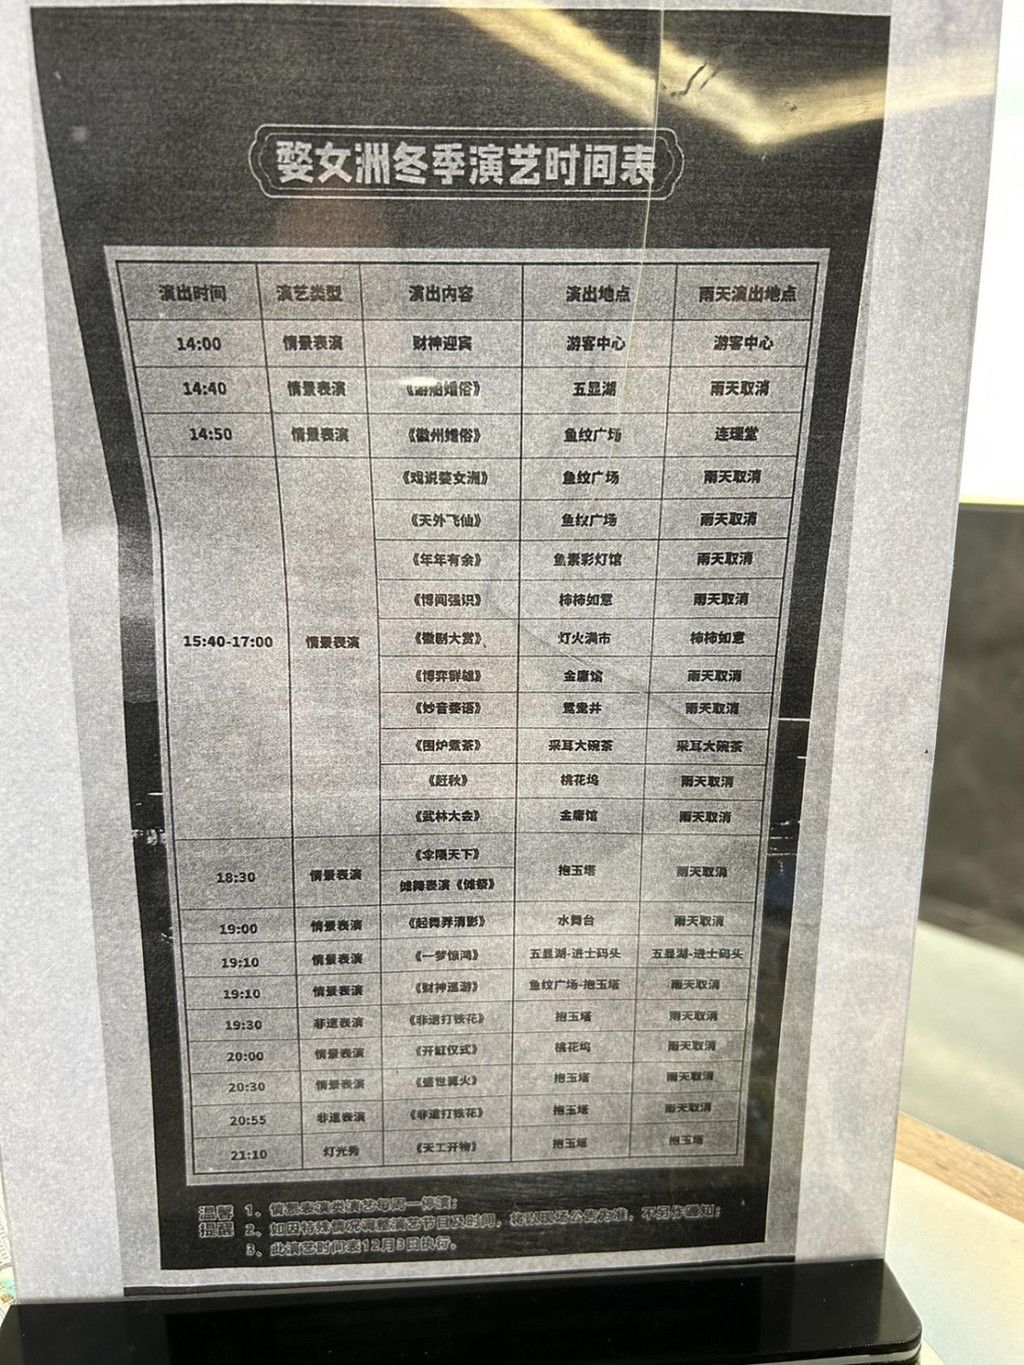 婺女洲冬季演艺时间表
演出时间 演艺类型 演出内容 演出地点 雨天演出地点
14:00 情景表演 财神迎宾 游客中心 游客中心
14:40 情景表演 《游船婚俗》 五显湖 雨天取消
14:50 情景表演 《徽州婚俗》 鱼纹广场 连理堂
15:40-17:00 情景表演 《戏说婺女洲》 鱼纹广场 雨天取消
《天外飞仙》 鱼纹广场 雨天取消
《年年有余》 鱼素彩灯馆 雨天取消
《博闻强识》 柿柿如意 雨天取消
《徽剧大赏》 灯火满市 柿柿如意
《博弈群雄》 金庸馆 雨天取消
《妙音婺语》 鸳鸯井 雨天取消
《围炉煮茶》 采耳大碗茶 采耳大碗茶
《赶秋》 桃花坞 雨天取消
《武林大会》 金庸馆 雨天取消
18:30 情景表演 《伞隅天下》 抱玉塔 雨天取消
傩舞表演《傩祭》
19:00 情景表演 《起舞弄清影》 水舞台 雨天取消
19:10 情景表演 《一梦惊鸿》 五显湖-进士码头 五显湖-进士码头
19:10 情景表演 《财神巡游》 鱼纹广场-抱玉塔 雨天取消
19:30 非遗表演 《非遗打铁花》 抱玉塔 雨天取消
20:00 情景表演 《开缸仪式》 桃花坞 雨天取消
20:30 情景表演 《盛世篝火》 抱玉塔 雨天取消
20:55 非遗表演 《非遗打铁花》 抱玉塔 雨天取消
21:10 灯光秀 《天工开物》 抱玉塔 抱玉塔
温馨提醒
1、情景表演类演艺每周一停演；
2、如因特殊情况调整演艺节目及时间，将以现场公告为准，不另作通知；
3、此演艺时间表12月3日执行。